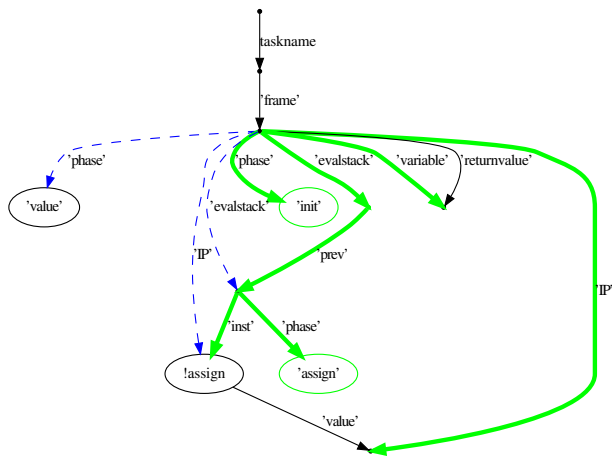 taskname
’frame’
’phase’
’phase’
’evalstack’
’variable’
’returnvalue’
’value’
’evalstack’
’init’
’IP’
’prev’
’IP’
’inst’
’phase’
!assign
’assign’
’value’